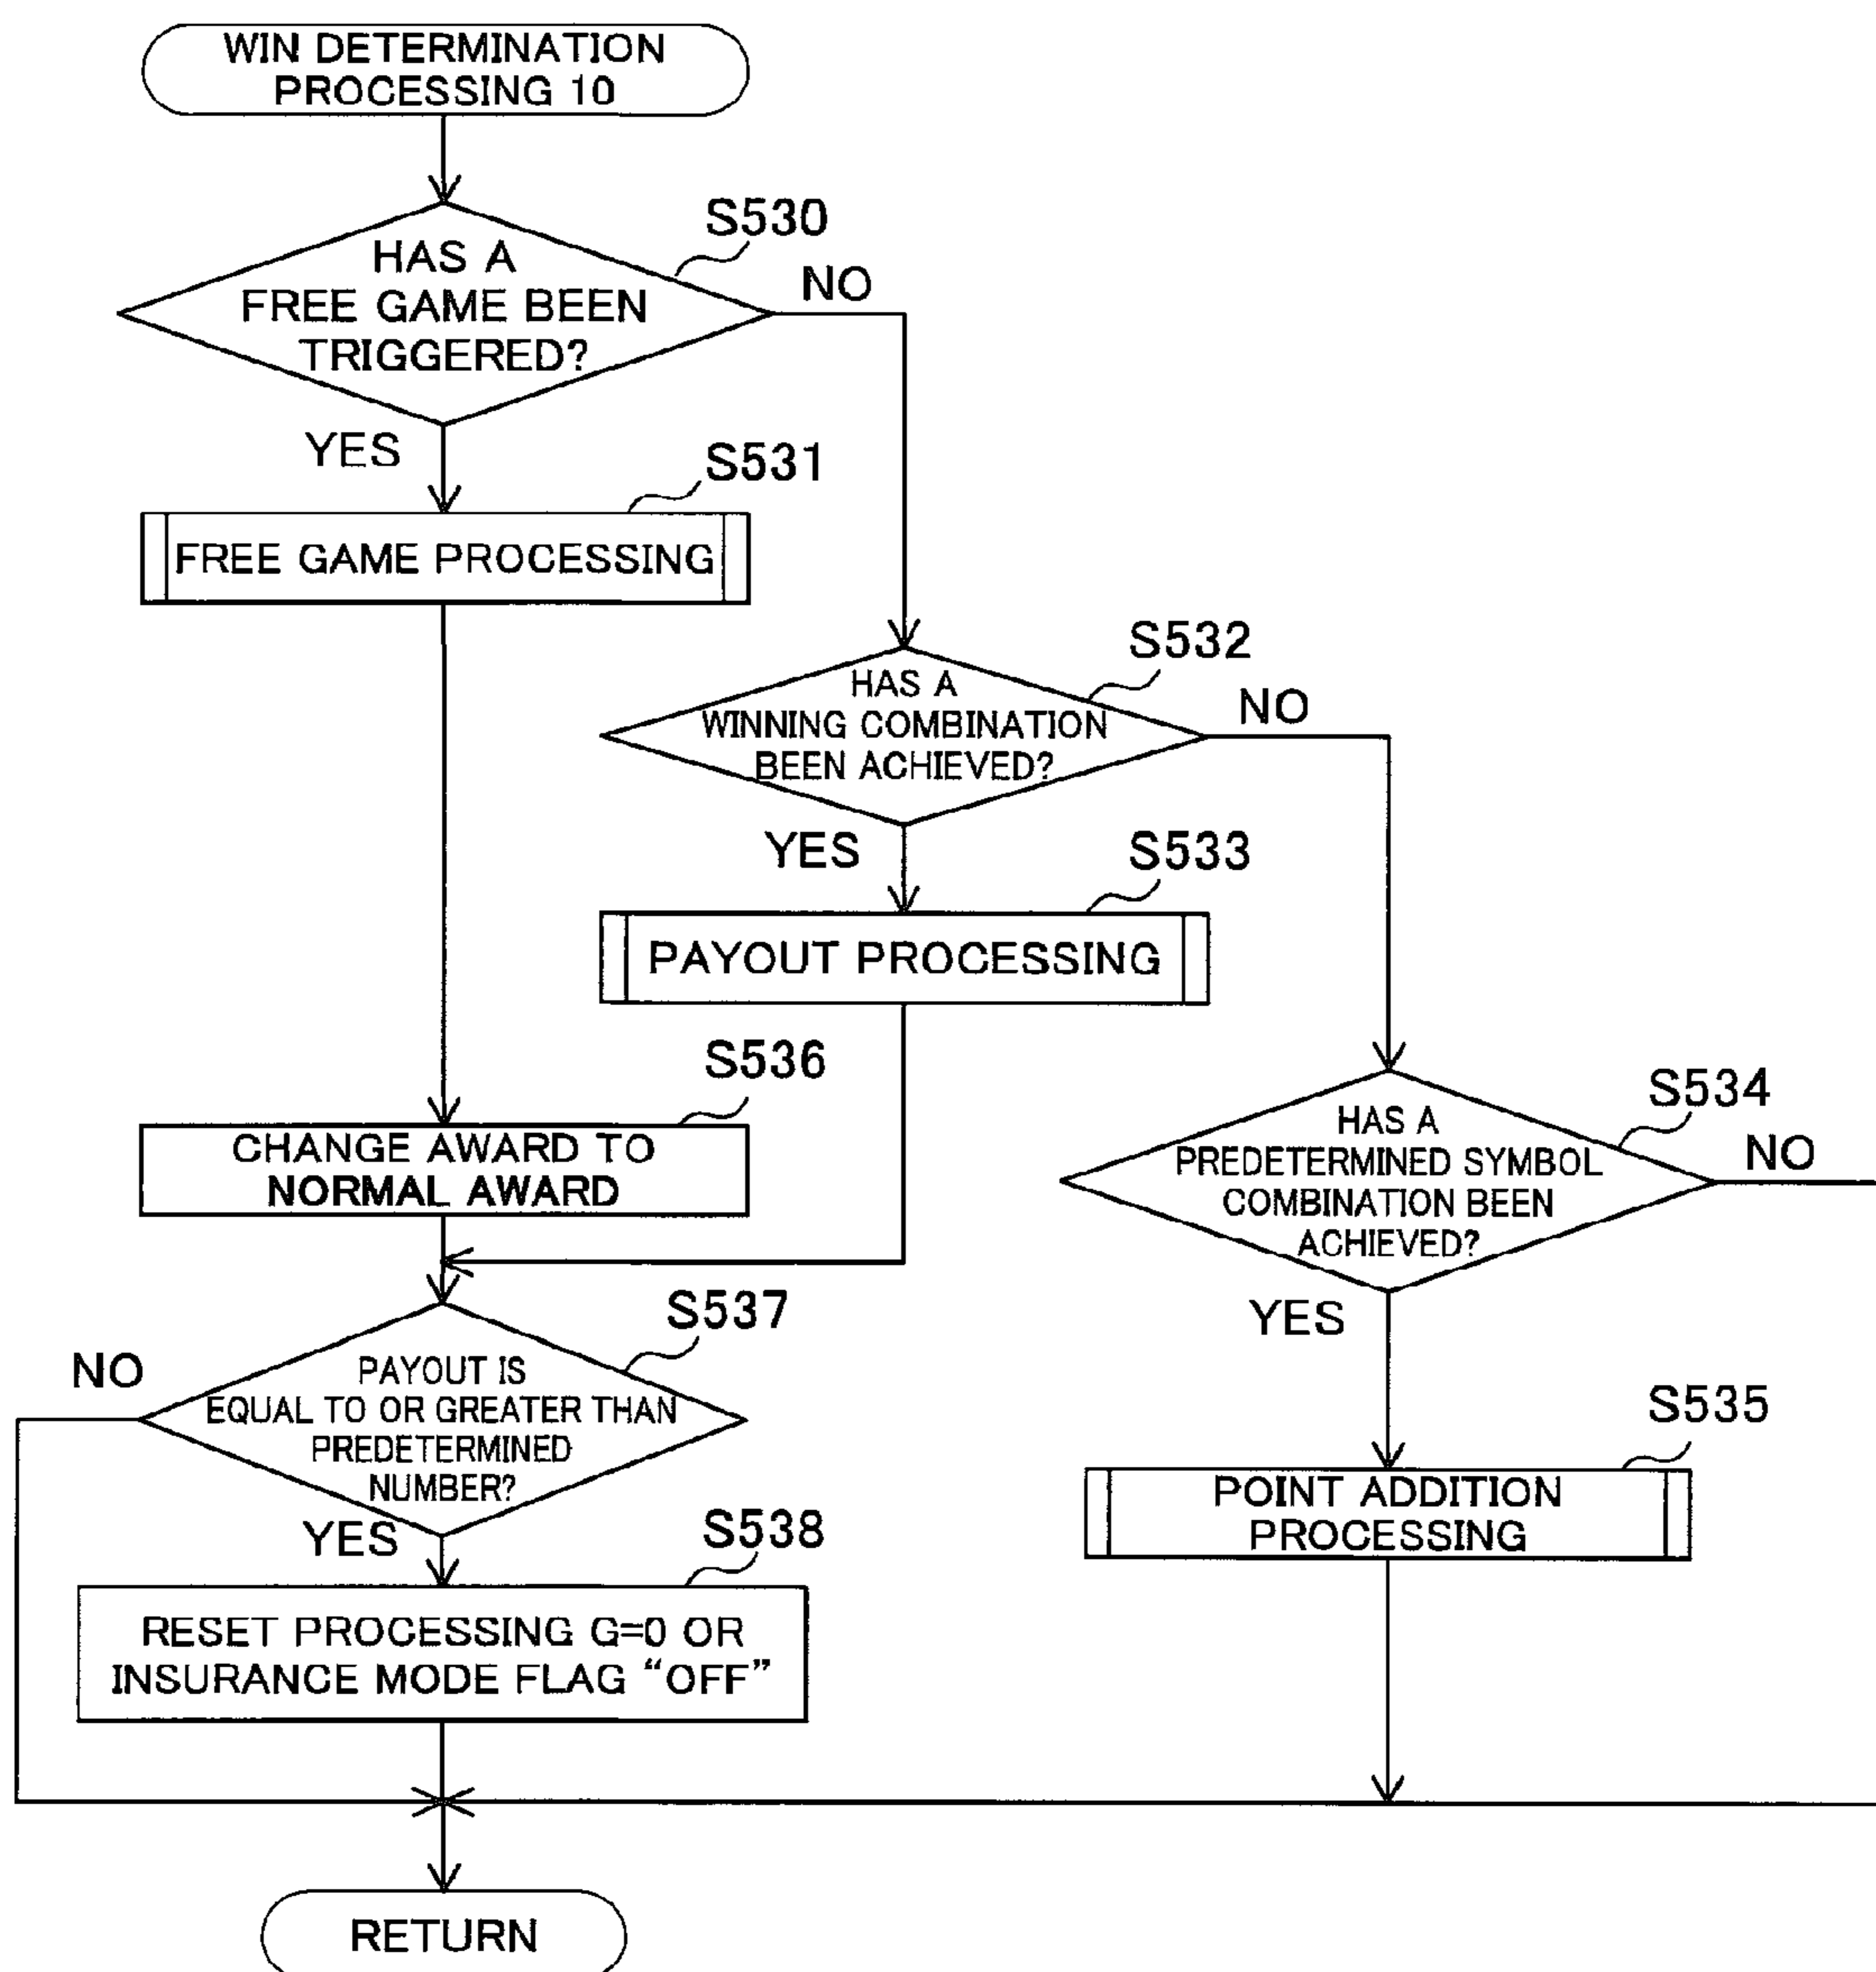 WIN DETERMINATION
PROCESSING 10
S530
HAS A
FREE GAME BEEN
TRIGGERED?
NO
YES
S531
FREE GAME PROCESSING
S532
HAS A
WINNING COMBINATION
BEEN ACHIEVED?
NO
YES
S533
PAYOUT PROCESSING
S536
CHANGE AWARD TO
NORMAL AWARD
S534
HAS A
PREDETERMINED SYMBOL
COMBINATION BEEN
ACHIEVED?
NO
YES
S537
NO
PAYOUT IS
EQUAL TO OR GREATER THAN
PREDETERMINED
NUMBER?
YES
S535
POINT ADDITION
PROCESSING
S538
RESET PROCESSING G=0 OR
INSURANCE MODE FLAG “OFF”
RETURN